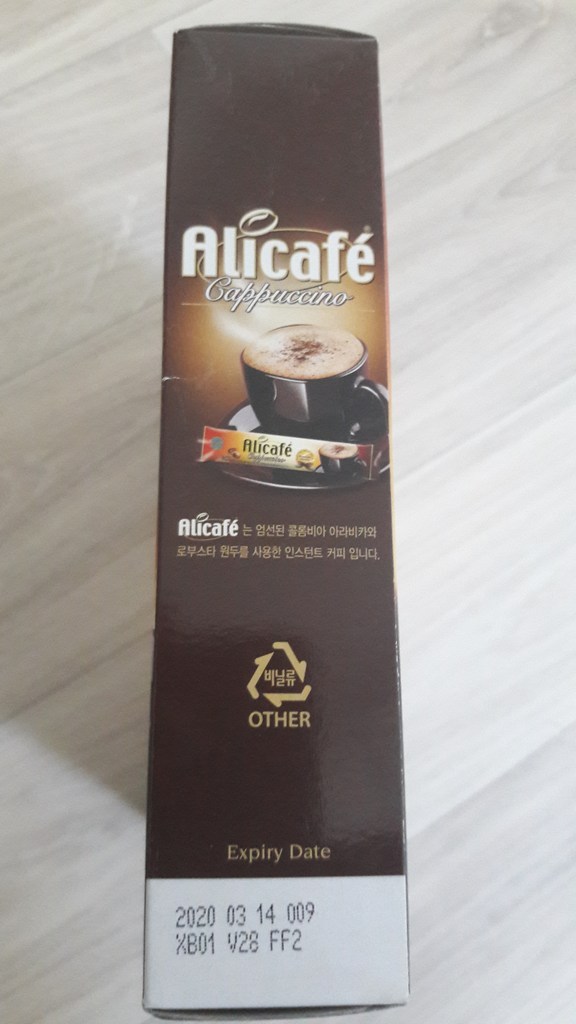 Alicafé
Cappuccino
Alicafé
Alicafé 는 엄선된 콜롬비아 아라비카와
로부스타 원두를 사용한 인스턴트 커피 입니다.
비닐류
OTHER
Expiry Date
2020 03 14 009
XB01 V28 FF2